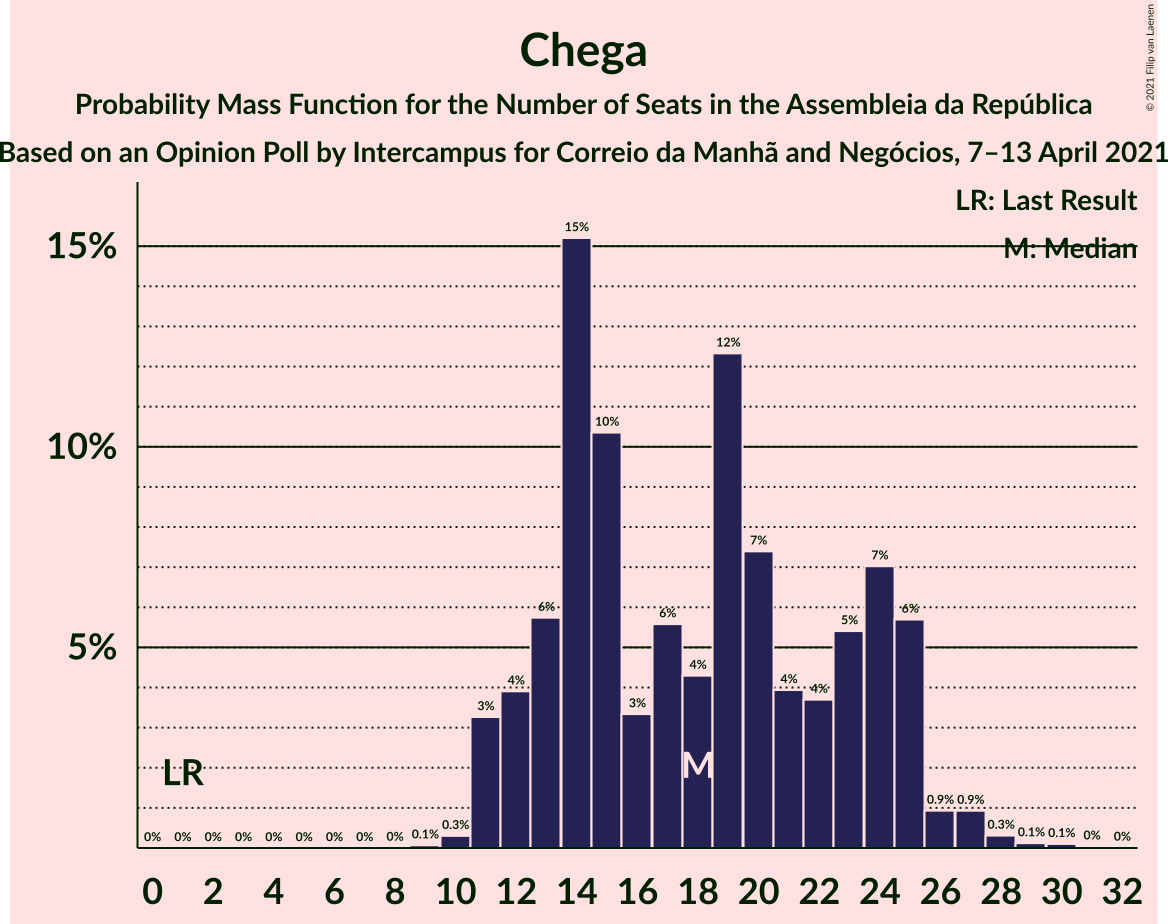 Chega
Probability Mass Function for the Number of Seats in the Assembleia da República
Based on an Opinion Poll by Intercampus for Correio da Manhã and Negócios, 7–13 April 2021
© 2021 Filip van Laenen
LR: Last Result
M: Median
15%
10%
5%
0% 0% 0% 0% 0% 0% 0% 0% 0% 0.1% 0.3% 3% 4% 6% 15% 10% 3% 6% 4% 12% 7% 4% 4% 5% 7% 6% 0.9% 0.9% 0.3% 0.1% 0.1% 0% 0%
LR
M
0 2 4 6 8 10 12 14 16 18 20 22 24 26 28 30 32